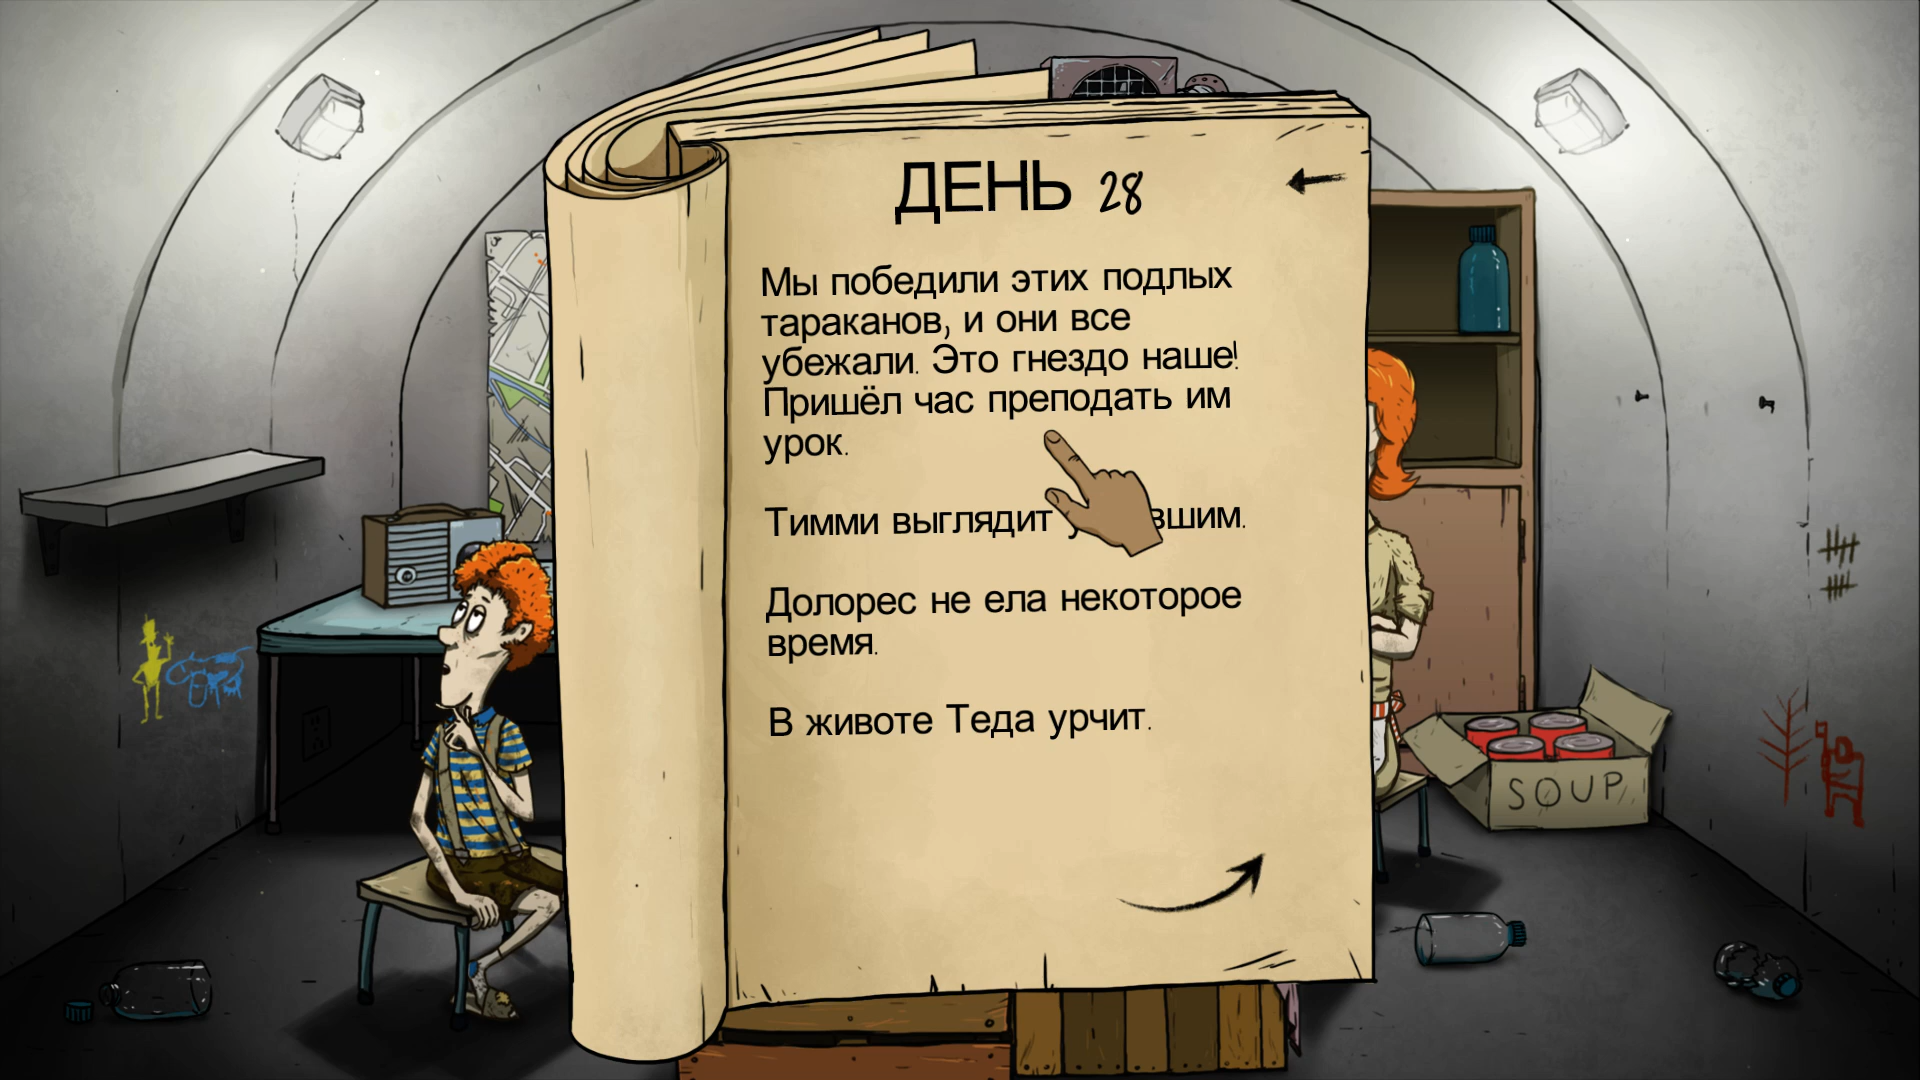 ДЕНЬ 28
Мы победили этих подлых
тараканов, и они все
убежали. Это гнездо наше!
Пришёл час преподать им
урок.
Тимми выглядит
Долорес не ела некоторое
время.
В животе Теда урчит.
SOUP